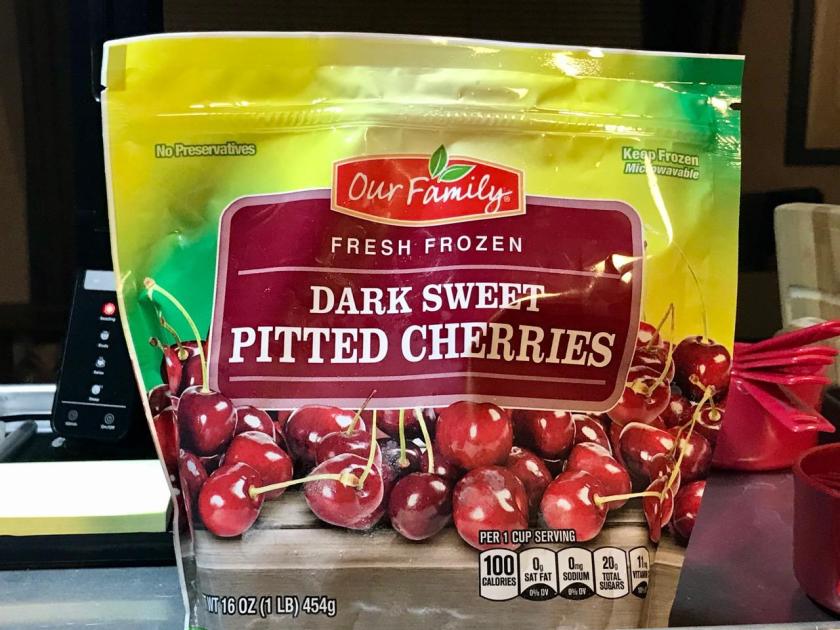 No Preservatives
Keep Frozen
Microwavable
Our Family®
FRESH FROZEN
DARK SWEET
PITTED CHERRIES
PER 1 CUP SERVING
100 CALORIES
0g SAT FAT 0% DV
0mg SODIUM 0% DV
20g TOTAL SUGARS
WT 16 OZ (1 LB) 454g